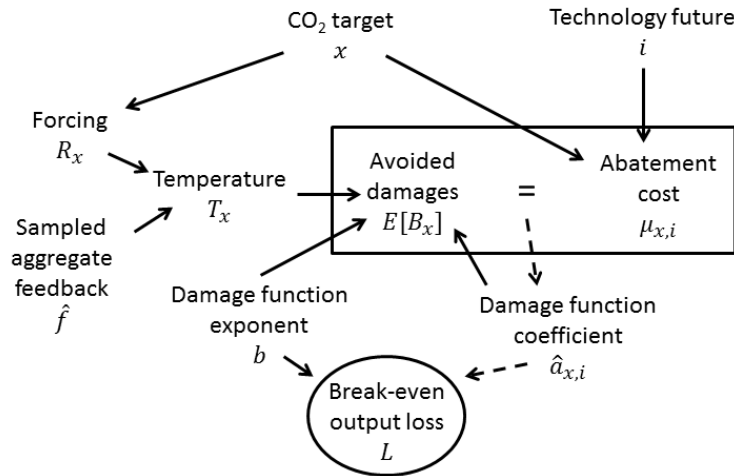 CO₂ target
x
Technology future
i
Forcing
Rₓ
Temperature
Tₓ
Sampled
aggregate
feedback
f̂
Avoided
damages
E[Bₓ]
=
Abatement
cost
μₓ,ᵢ
Damage function
exponent
b
Damage function
coefficient
âₓ,ᵢ
Break-even
output loss
L